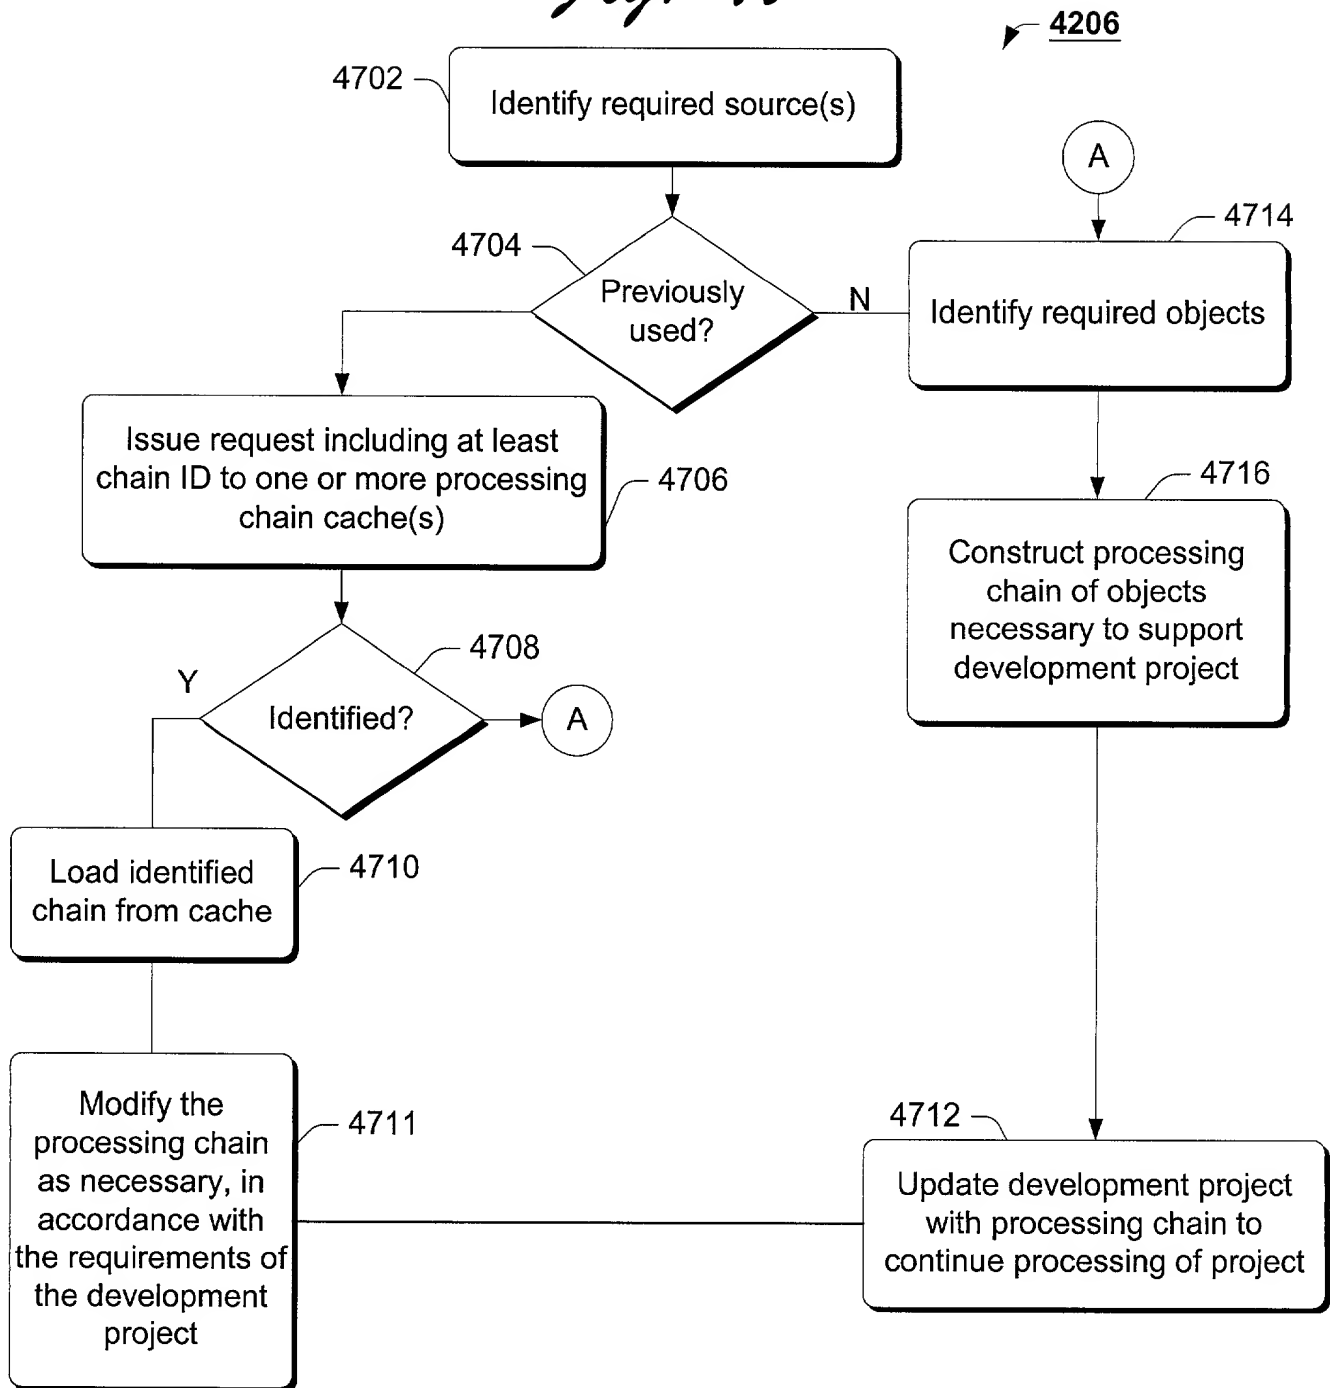 4206
4702
Identify required source(s)
A
4714
4704
Previously
used?
N
Identify required objects
Issue request including at least
chain ID to one or more processing
chain cache(s)
4706
4716
Construct processing
chain of objects
necessary to support
development project
4708
Y
Identified?
A
Load identified
chain from cache
4710
Modify the
processing chain
as necessary, in
accordance with
the requirements of
the development
project
4711
4712
Update development project
with processing chain to
continue processing of project